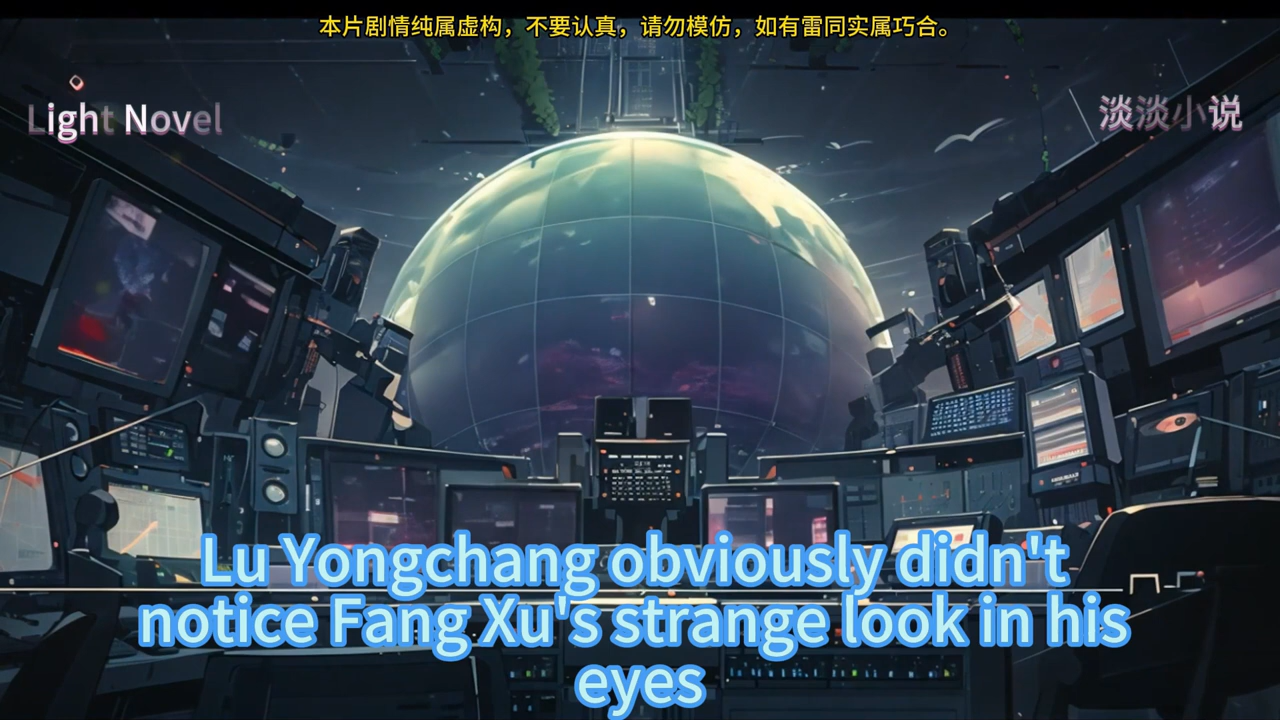 本片剧情纯属虚构，不要认真，请勿模仿，如有雷同实属巧合。
Light Novel
淡淡小说
Lu Yongchang obviously didn't
notice Fang Xu's strange look in his
eyes